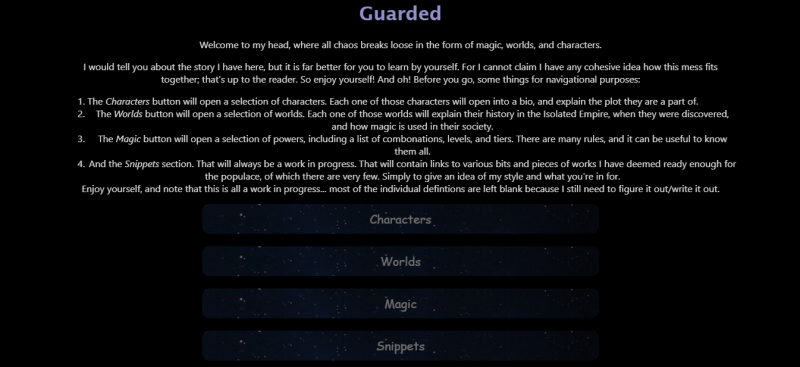 Guarded
Welcome to my head, where all chaos breaks loose in the form of magic, worlds, and characters.
I would tell you about the story I have here, but it is far better for you to learn by yourself. For I cannot claim I have any cohesive idea how this mess fits
together; that's up to the reader. So enjoy yourself! And oh! Before you go, some things for navigational purposes:
1. The Characters button will open a selection of characters. Each one of those characters will open into a bio, and explain the plot they are a part of.
2. The Worlds button will open a selection of worlds. Each one of those worlds will explain their history in the Isolated Empire, when they were discovered,
and how magic is used in their society.
3. The Magic button will open a selection of powers, including a list of combonations, levels, and tiers. There are many rules, and it can be useful to know
them all.
4. And the Snippets section. That will always be a work in progress. That will contain links to various bits and pieces of works I have deemed ready enough for
the populace, of which there are very few. Simply to give an idea of my style and what you're in for.
Enjoy yourself, and note that this is all a work in progress... most of the individual defintions are left blank because I still need to figure it out/write it out.
Characters
Worlds
Magic
Snippets